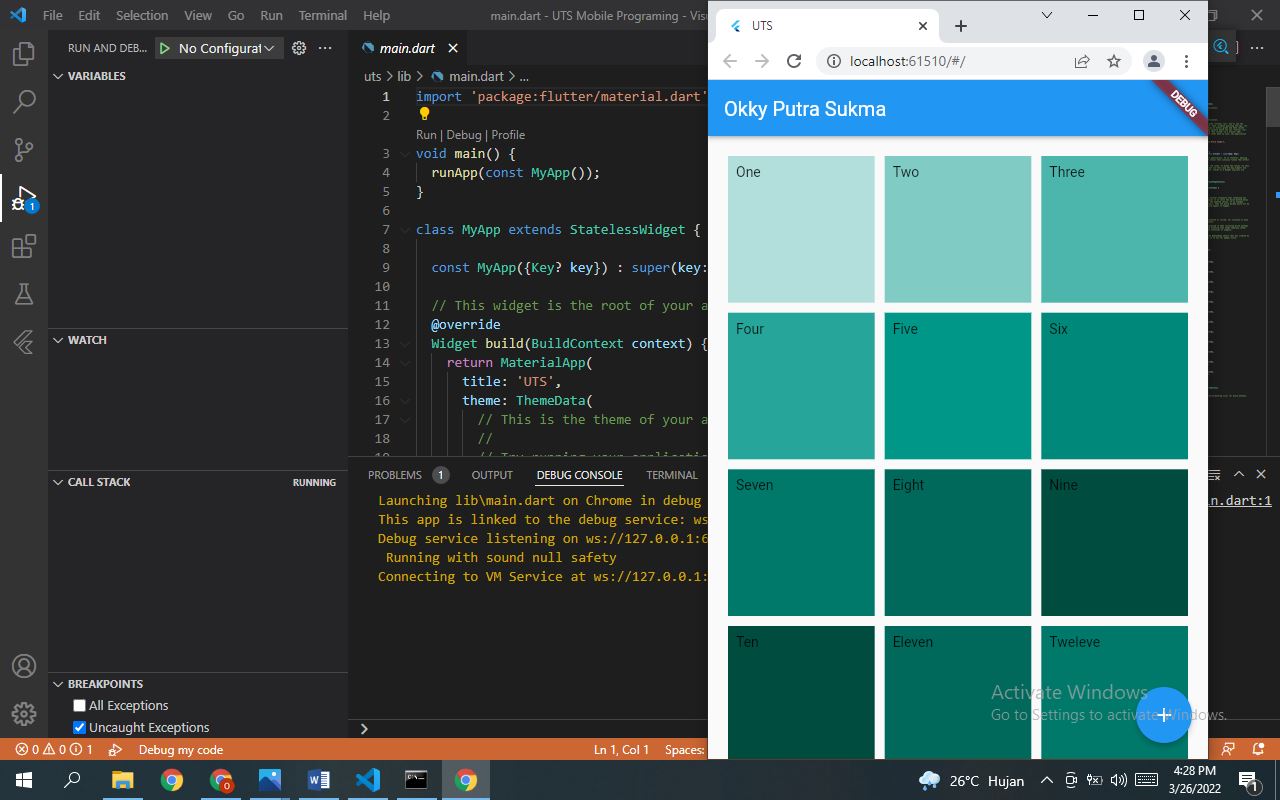 File Edit Selection View Go Run Terminal Help
main.dart - UTS Mobile Programing - Visu
RUN AND DEB... No Configurat
VARIABLES
WATCH
CALL STACK RUNNING
BREAKPOINTS
All Exceptions
Uncaught Exceptions
1
main.dart
uts > lib > main.dart > ...
1 import 'package:flutter/material.dart'
2
Run | Debug | Profile
3 void main() {
4 runApp(const MyApp());
5 }
6
7 class MyApp extends StatelessWidget {
8
9 const MyApp({Key? key}) : super(key:
10
11 // This widget is the root of your a
12 @override
13 Widget build(BuildContext context) {
14 return MaterialApp(
15 title: 'UTS',
16 theme: ThemeData(
17 // This is the theme of your a
18 //
// Try running your applicatio
PROBLEMS 1 OUTPUT DEBUG CONSOLE TERMINAL
Launching lib\main.dart on Chrome in debug
This app is linked to the debug service: ws
Debug service listening on ws://127.0.0.1:6
Running with sound null safety
Connecting to VM Service at ws://127.0.0.1:
n.dart:1
UTS
localhost:61510/#/
Okky Putra Sukma
DEBUG
One Two Three
Four Five Six
Seven Eight Nine
Ten Eleven Tweleve
Activate Windows
Go to Settings to activate Windows.
0 0 1 Debug my code Ln 1, Col 1 Spaces:
26°C Hujan
4:28 PM
3/26/2022
1